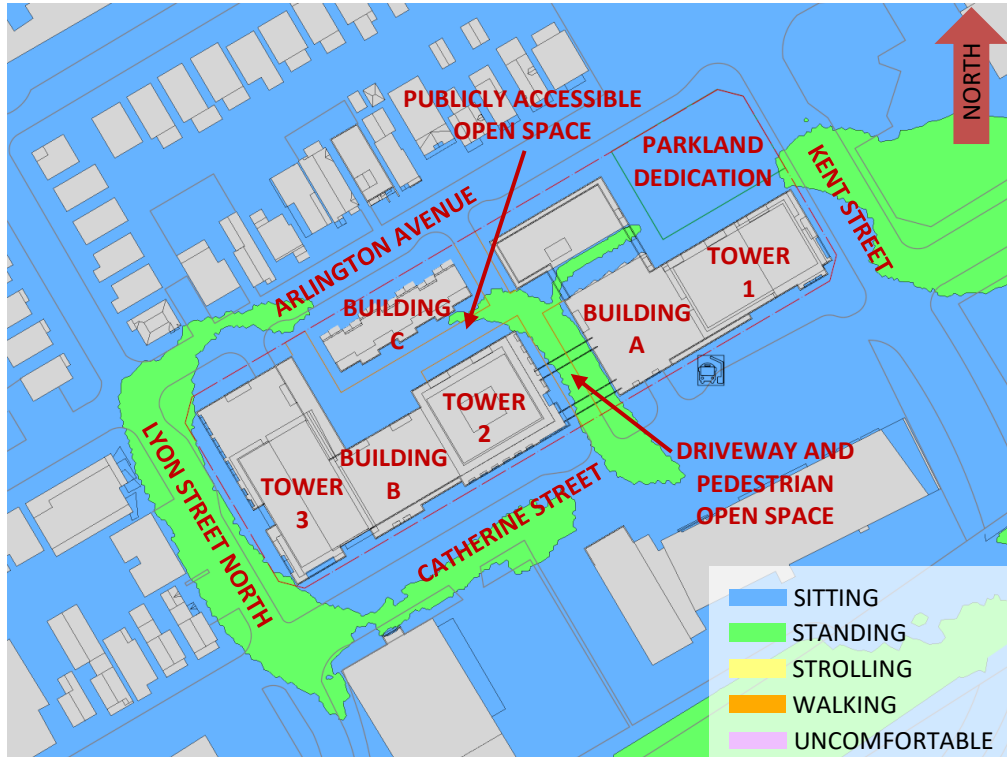 NORTH
PUBLICLY ACCESSIBLE
OPEN SPACE
PARKLAND
DEDICATION
KENT STREET
ARLINGTON AVENUE
TOWER
1
BUILDING
C
BUILDING
A
TOWER
2
BUILDING
B
TOWER
3
LYON STREET NORTH
CATHERINE STREET
DRIVEWAY AND
PEDESTRIAN
OPEN SPACE
SITTING
STANDING
STROLLING
WALKING
UNCOMFORTABLE